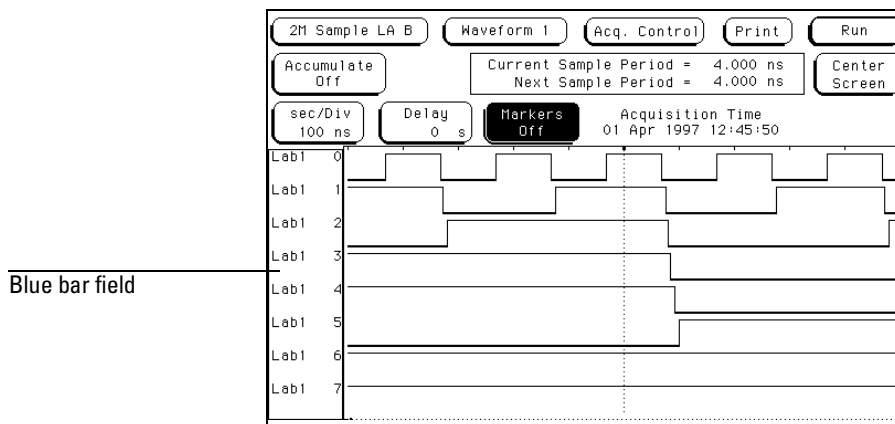 2M Sample LA B Waveform 1 Acq. Control Print Run
Accumulate
Off
Current Sample Period = 4.000 ns
Next Sample Period = 4.000 ns
Center
Screen
sec/Div
100 ns
Delay
0 s
Markers
Off
Acquisition Time
01 Apr 1997 12:45:50
Lab1 0
Lab1 1
Lab1 2
Lab1 3
Blue bar field
Lab1 4
Lab1 5
Lab1 6
Lab1 7